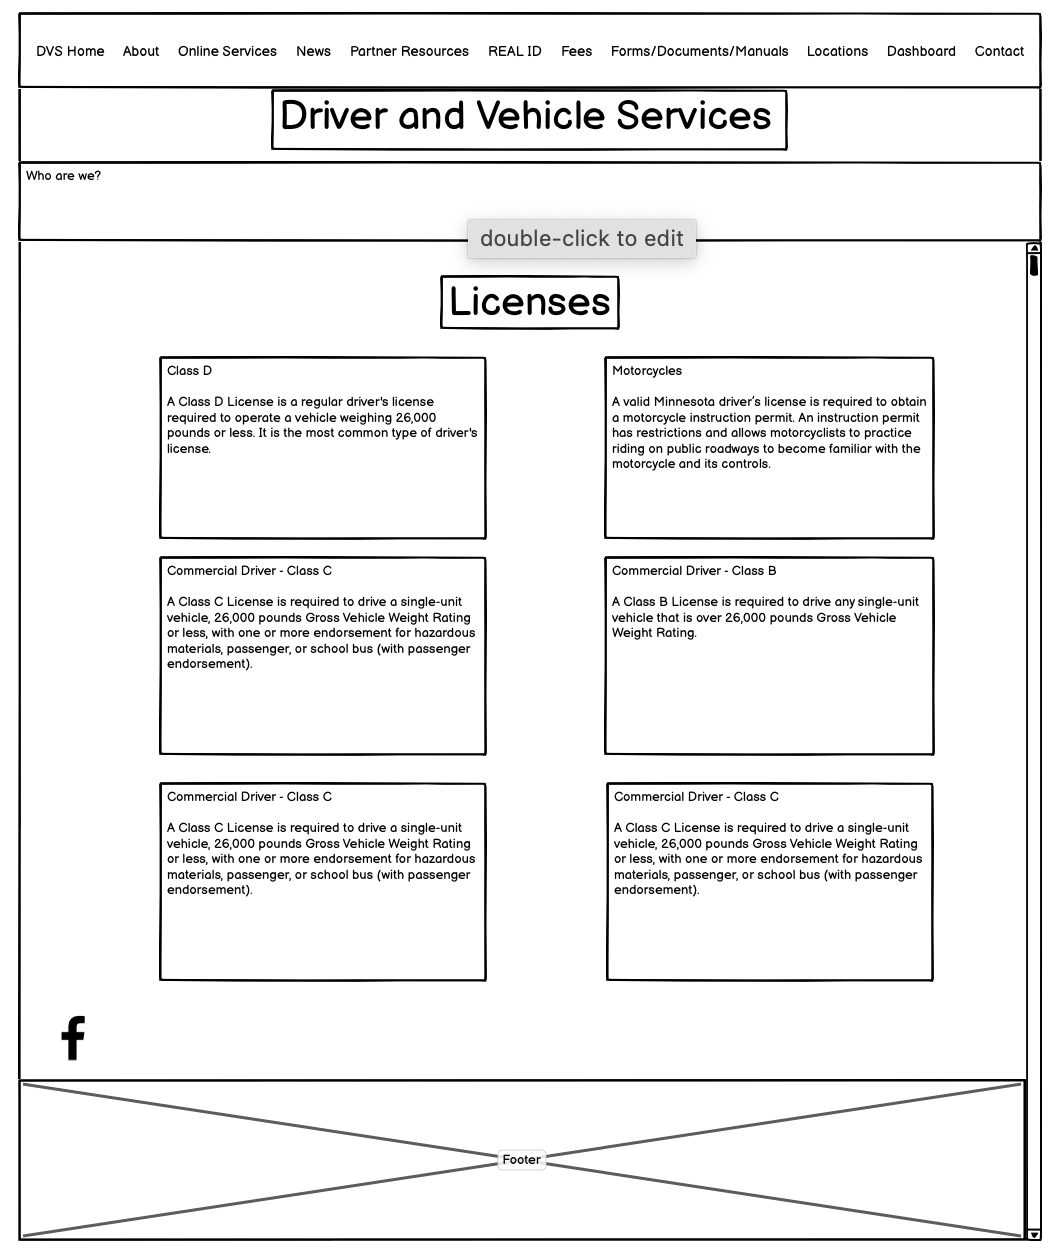 DVS Home About Online Services News Partner Resources REAL ID Fees Forms/Documents/Manuals Locations Dashboard Contact
Driver and Vehicle Services
Who are we?
double-click to edit
Licenses
Class D
A Class D License is a regular driver's license
required to operate a vehicle weighing 26,000
pounds or less. It is the most common type of driver's
license.
Motorcycles
A valid Minnesota driver’s license is required to obtain
a motorcycle instruction permit. An instruction permit
has restrictions and allows motorcyclists to practice
riding on public roadways to become familiar with the
motorcycle and its controls.
Commercial Driver - Class C
A Class C License is required to drive a single-unit
vehicle, 26,000 pounds Gross Vehicle Weight Rating
or less, with one or more endorsement for hazardous
materials, passenger, or school bus (with passenger
endorsement).
Commercial Driver - Class B
A Class B License is required to drive any single-unit
vehicle that is over 26,000 pounds Gross Vehicle
Weight Rating.
Commercial Driver - Class C
A Class C License is required to drive a single-unit
vehicle, 26,000 pounds Gross Vehicle Weight Rating
or less, with one or more endorsement for hazardous
materials, passenger, or school bus (with passenger
endorsement).
Commercial Driver - Class C
A Class C License is required to drive a single-unit
vehicle, 26,000 pounds Gross Vehicle Weight Rating
or less, with one or more endorsement for hazardous
materials, passenger, or school bus (with passenger
endorsement).
Footer